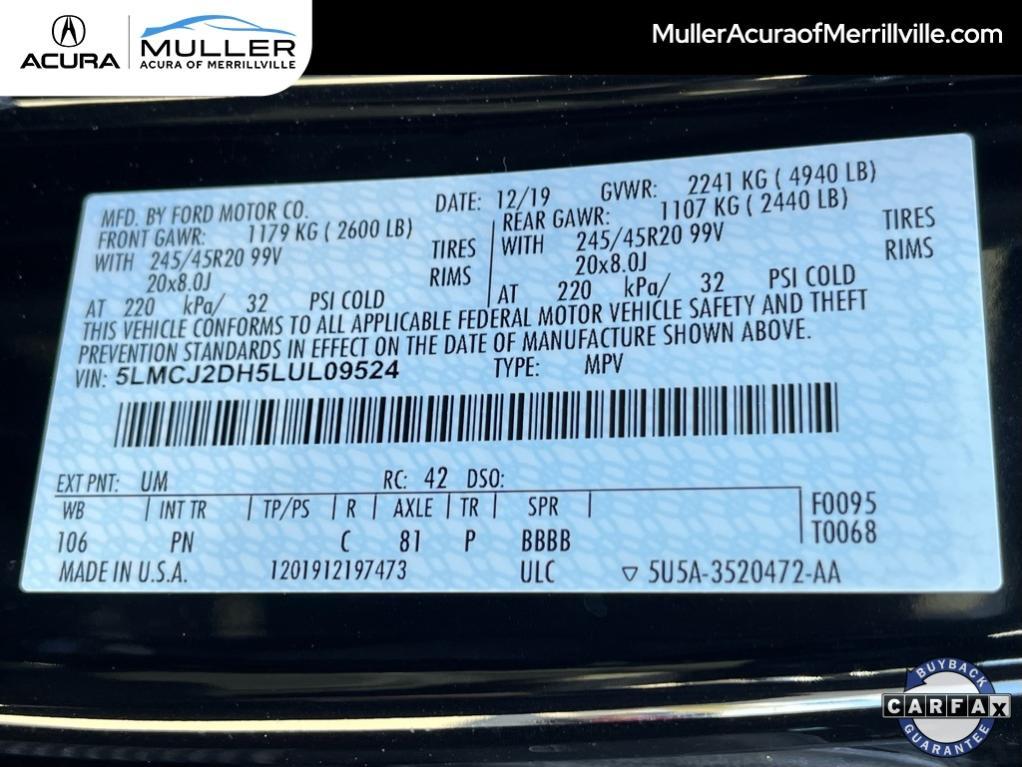 ACURA
MULLER
ACURA OF MERRILLVILLE
MullerAcuraofMerrillville.com
MFD. BY FORD MOTOR CO. DATE: 12/19 GVWR: 2241 KG ( 4940 LB)
FRONT GAWR: 1179 KG ( 2600 LB) REAR GAWR: 1107 KG ( 2440 LB)
WITH 245/45R20 99V TIRES WITH 245/45R20 99V TIRES
20x8.0J RIMS 20x8.0J RIMS
AT 220 kPa/ 32 PSI COLD AT 220 kPa/ 32 PSI COLD
THIS VEHICLE CONFORMS TO ALL APPLICABLE FEDERAL MOTOR VEHICLE SAFETY AND THEFT
PREVENTION STANDARDS IN EFFECT ON THE DATE OF MANUFACTURE SHOWN ABOVE.
VIN: 5LMCJ2DH5LUL09524 TYPE: MPV
EXT PNT: UM RC: 42 DSO:
WB | INT TR | TP/PS | R | AXLE | TR | SPR | F0095
106 PN C 81 P BBBB T0068
MADE IN U.S.A. 1201912197473 ULC ▽ 5U5A-3520472-AA
BUYBACK
CARFAX
GUARANTEE